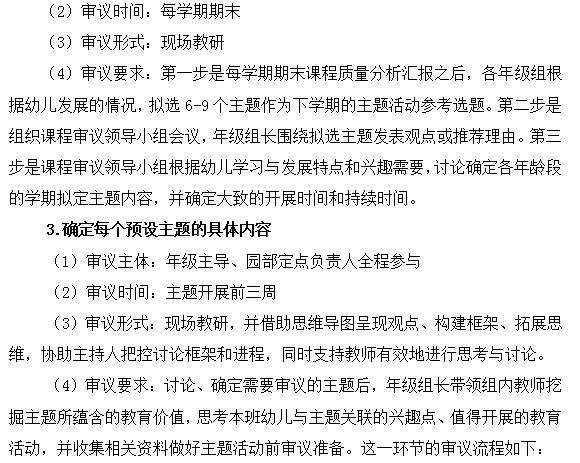 （2）审议时间：每学期期末
（3）审议形式：现场教研
（4）审议要求：第一步是每学期期末课程质量分析汇报之后，各年级组根
据幼儿发展的情况，拟选 6-9 个主题作为下学期的主题活动参考选题。第二步是
组织课程审议领导小组会议，年级组长围绕拟选主题发表观点或推荐理由。第三
步是课程审议领导小组根据幼儿学习与发展特点和兴趣需要，讨论确定各年龄段
的学期拟定主题内容，并确定大致的开展时间和持续时间。
3.确定每个预设主题的具体内容
（1）审议主体：年级主导、园部定点负责人全程参与
（2）审议时间：主题开展前三周
（3）审议形式：现场教研，并借助思维导图呈现观点、构建框架、拓展思
维，协助主持人把控讨论框架和进程，同时支持教师有效地进行思考与讨论。
（4）审议要求：讨论、确定需要审议的主题后，年级组长带领组内教师挖
掘主题所蕴含的教育价值，思考本班幼儿与主题关联的兴趣点、值得开展的教育
活动，并收集相关资料做好主题活动前审议准备。这一环节的审议流程如下：